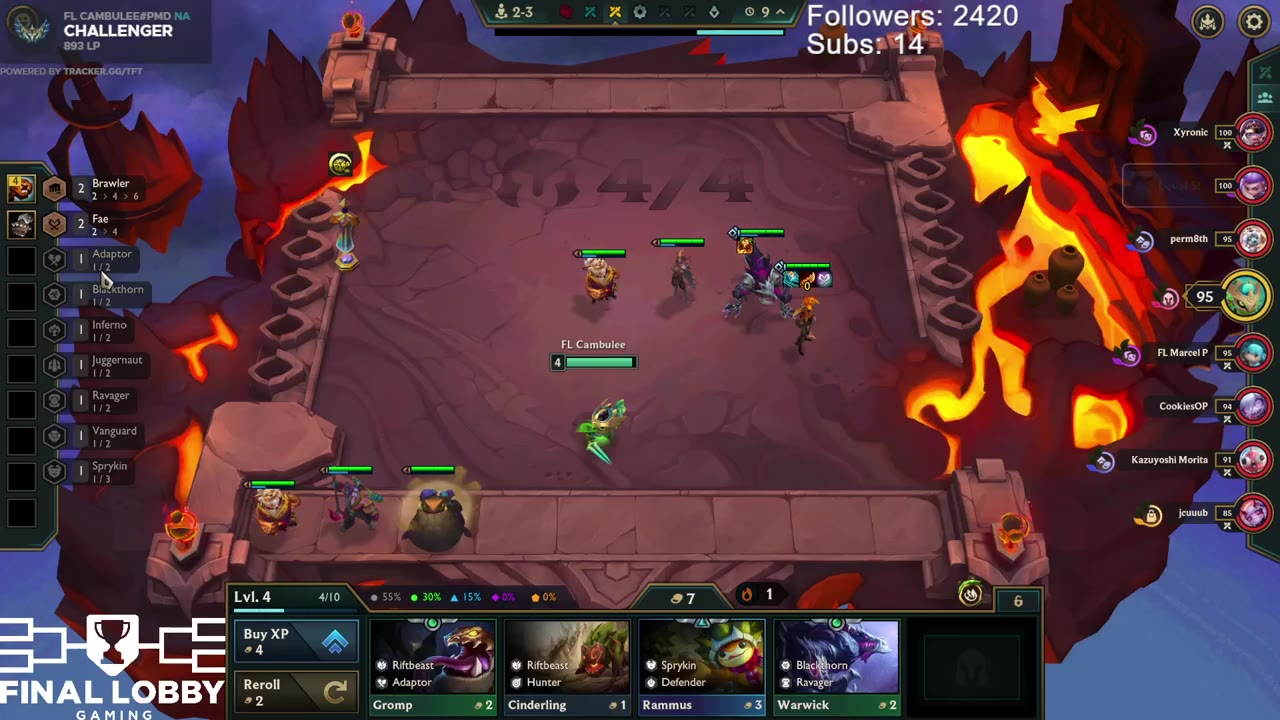 FL CAMBULEE#PMD NA
CHALLENGER
893 LP
POWERED BY TRACKER.GG/TFT
2-3
9
Followers: 2420
Subs: 14
4/4
2 Brawler
2 > 4 > 6
2 Fae
2 > 4
1 Adaptor
1 / 2
1 Blackthorn
1 / 2
1 Inferno
1 / 2
1 Juggernaut
1 / 2
1 Ravager
1 / 2
1 Vanguard
1 / 2
1 Sprykin
1 / 3
Xyronic 100
Level 5! 100
perm8th 95
95
FL Marcel P 95
CookiesOP 94
Kazuyoshi Morita 91
jcuuub 85
0
FL Cambulee
4
Lvl. 4 4/10
55% 30% 15% 0% 0%
7
1
6
Buy XP
4
Reroll
2
Riftbeast
Adaptor
Gromp 2
Riftbeast
Hunter
Cinderling 1
Sprykin
Defender
Rammus 3
Blackthorn
Ravager
Warwick 2
FINAL LOBBY
GAMING